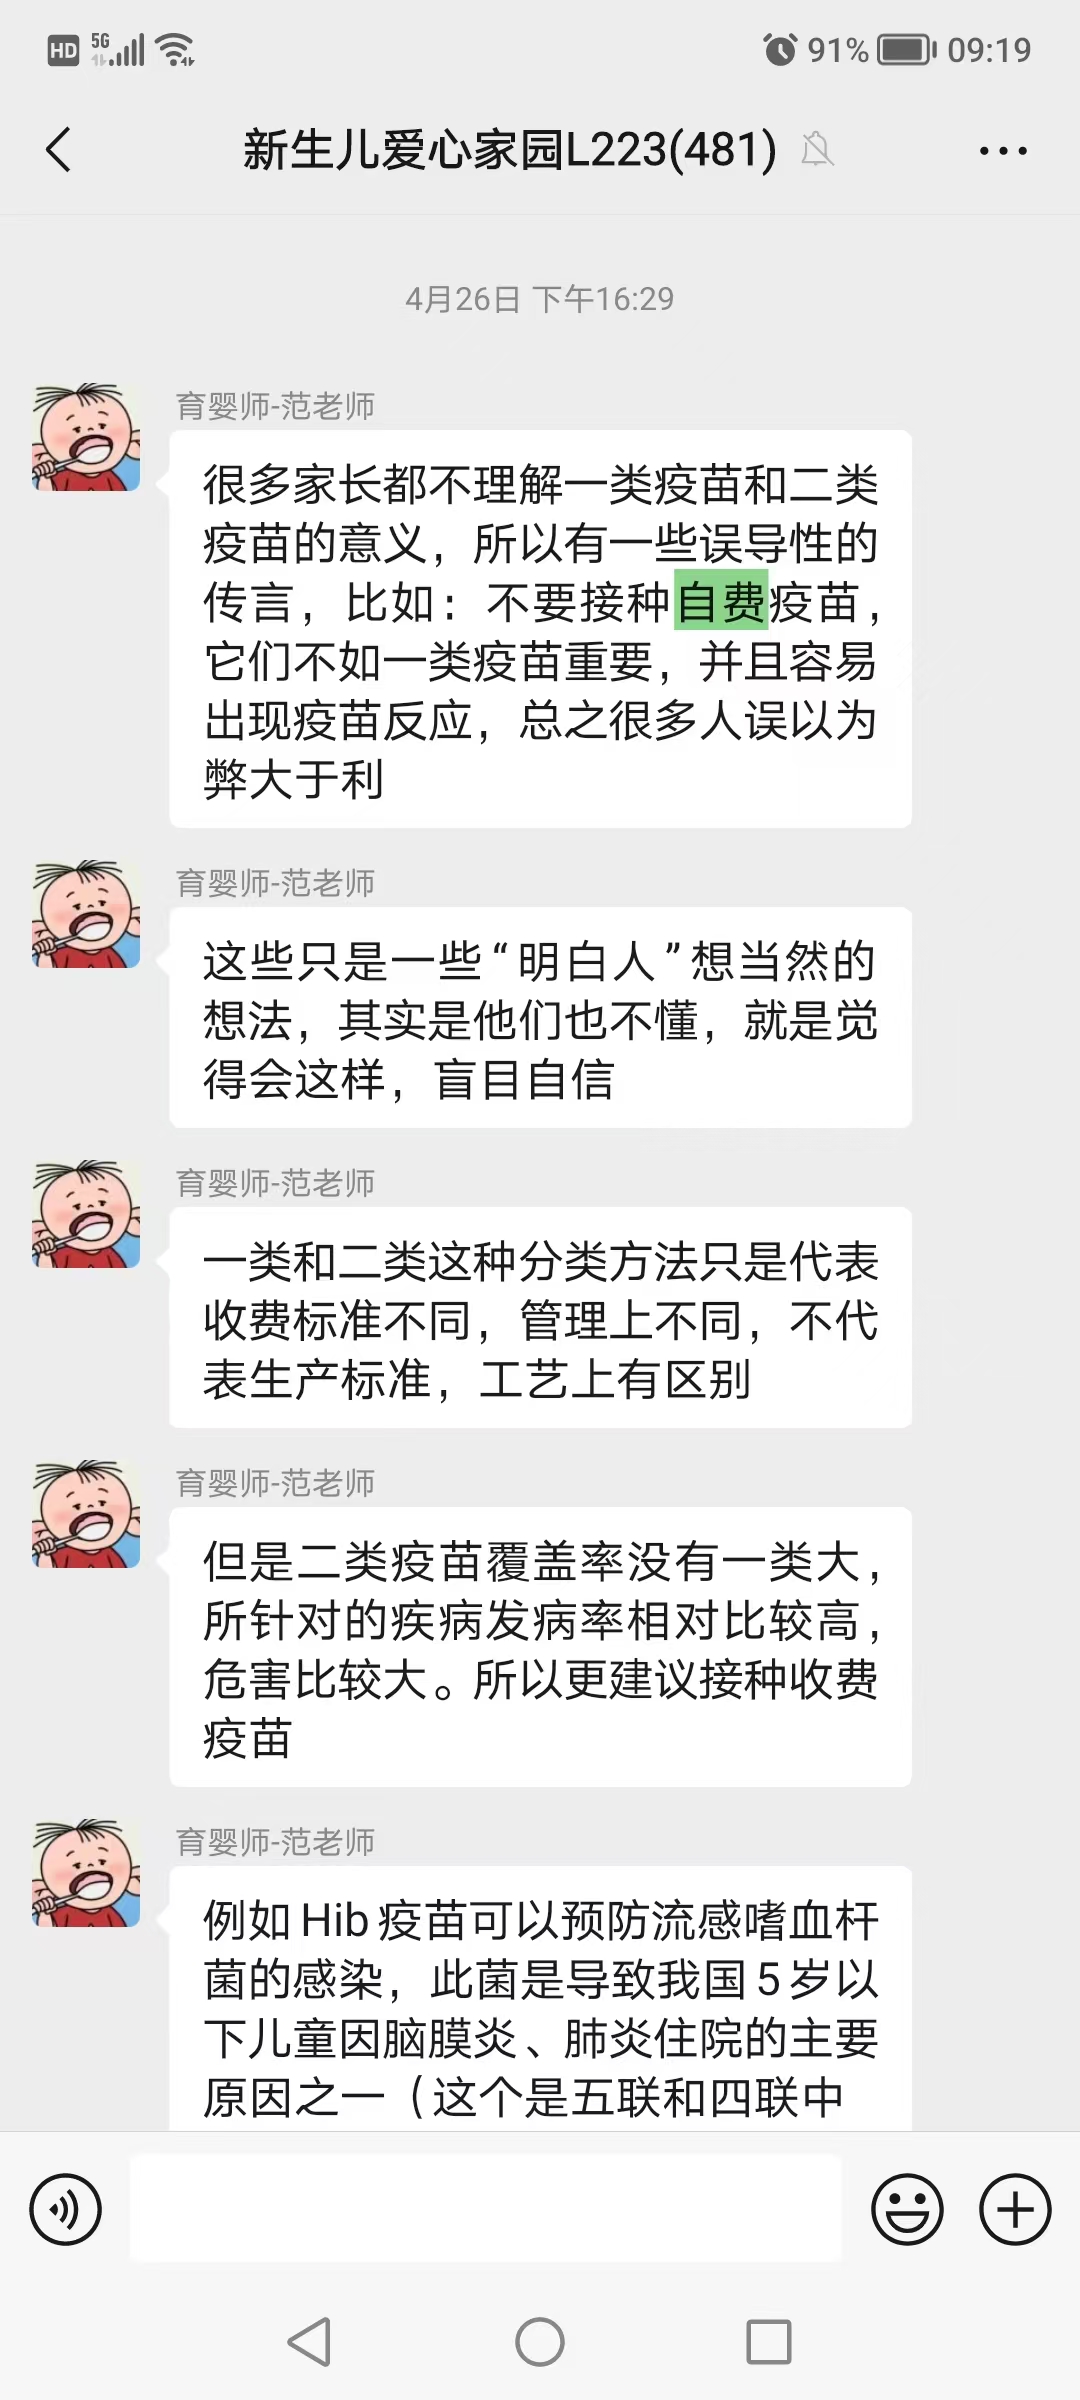 HD 5G 91% 09:19
新生儿爱心家园L223(481)
4月26日 下午16:29
育婴师-范老师
很多家长都不理解一类疫苗和二类
疫苗的意义，所以有一些误导性的
传言，比如：不要接种自费疫苗，
它们不如一类疫苗重要，并且容易
出现疫苗反应，总之很多人误以为
弊大于利
育婴师-范老师
这些只是一些“明白人”想当然的
想法，其实是他们也不懂，就是觉
得会这样，盲目自信
育婴师-范老师
一类和二类这种分类方法只是代表
收费标准不同，管理上不同，不代
表生产标准，工艺上有区别
育婴师-范老师
但是二类疫苗覆盖率没有一类大，
所针对的疾病发病率相对比较高，
危害比较大。所以更建议接种收费
疫苗
育婴师-范老师
例如Hib疫苗可以预防流感嗜血杆
菌的感染，此菌是导致我国5岁以
下儿童因脑膜炎、肺炎住院的主要
原因之一（这个是五联和四联中